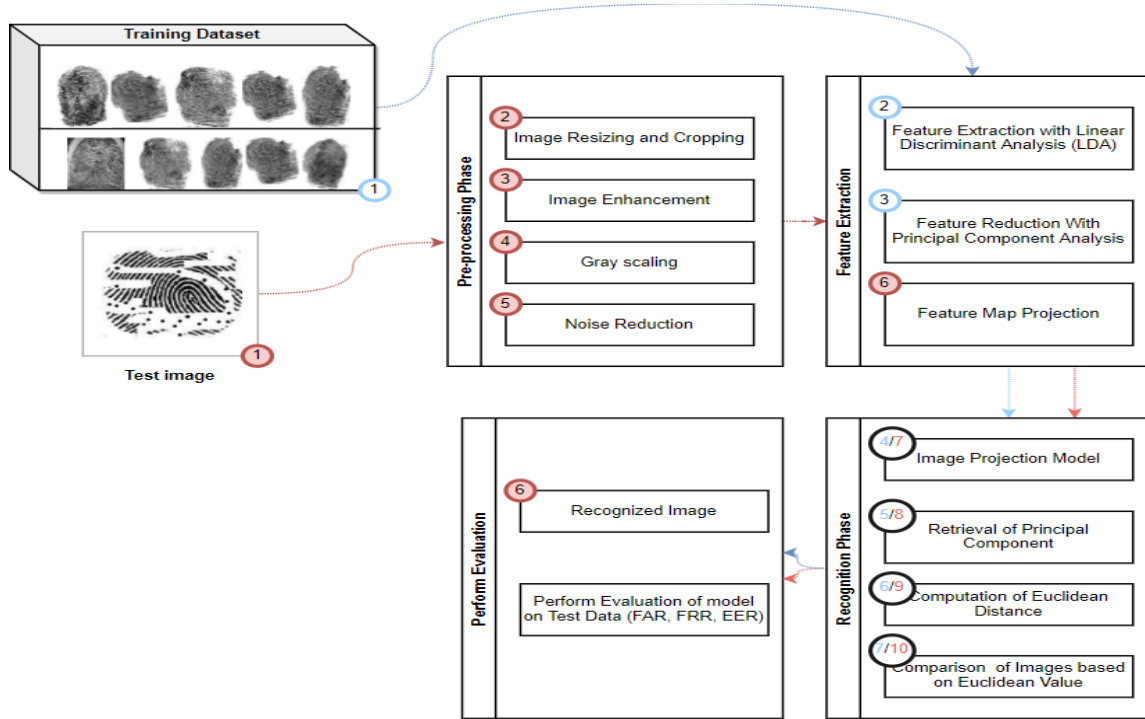 Training Dataset
1
Test image
1
Pre-processing Phase
2
Image Resizing and Cropping
3
Image Enhancement
4
Gray scaling
5
Noise Reduction
Feature Extraction
2
Feature Extraction with Linear
Discriminant Analysis (LDA)
3
Feature Reduction With
Principal Component Analysis
6
Feature Map Projection
Recognition Phase
4/7
Image Projection Model
5/8
Retrieval of Principal
Component
6/9
Computation of Euclidean
Distance
7/10
Comparison of Images based
on Euclidean Value
Perform Evaluation
6
Recognized Image
Perform Evaluation of model
on Test Data (FAR, FRR, EER)